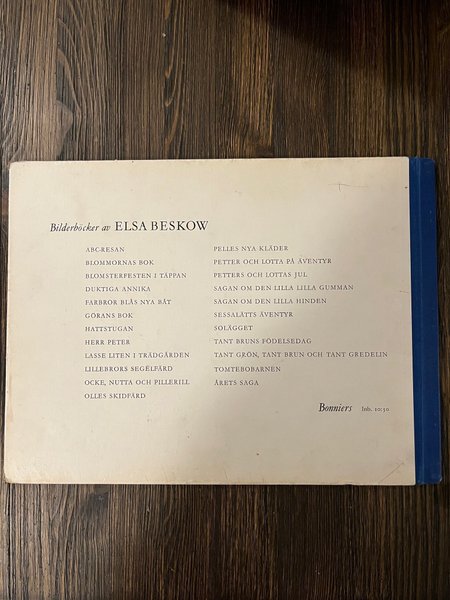 Bilderböcker av ELSA BESKOW
ABC-RESAN
BLOMMORNAS BOK
BLOMSTERFESTEN I TÄPPAN
DUKTIGA ANNIKA
FARBROR BLÅS NYA BÅT
GÖRANS BOK
HATTSTUGAN
HERR PETER
LASSE LITEN I TRÄDGÅRDEN
LILLEBRORS SEGELFÄRD
OCKE, NUTTA OCH PILLERILL
OLLES SKIDFÄRD
PELLES NYA KLÄDER
PETTER OCH LOTTA PÅ ÄVENTYR
PETTERS OCH LOTTAS JUL
SAGAN OM DEN LILLA LILLA GUMMAN
SAGAN OM DEN LILLA HINDEN
SESSALÄTTS ÄVENTYR
SOLÄGGET
TANT BRUNS FÖDELSEDAG
TANT GRÖN, TANT BRUN OCH TANT GREDELIN
TOMTEBOBARNEN
ÅRETS SAGA
Bonniers Inb. 10:50